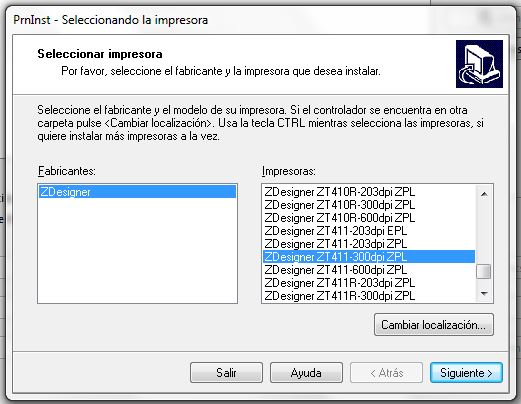 PrnInst - Seleccionando la impresora
Seleccionar impresora
Por favor, seleccione el fabricante y la impresora que desea instalar.
Seleccione el fabricante y el modelo de su impresora. Si el controlador se encuentra en otra
carpeta pulse <Cambiar localización>. Usa la tecla CTRL mientras selecciona las impresoras, si
quiere instalar más impresoras a la vez.
Fabricantes:
ZDesigner
Impresoras:
ZDesigner ZT410R-203dpi ZPL
ZDesigner ZT410R-300dpi ZPL
ZDesigner ZT410R-600dpi ZPL
ZDesigner ZT411-203dpi EPL
ZDesigner ZT411-203dpi ZPL
ZDesigner ZT411-300dpi ZPL
ZDesigner ZT411-600dpi ZPL
ZDesigner ZT411R-203dpi ZPL
ZDesigner ZT411R-300dpi ZPL
Cambiar localización...
Salir
Ayuda
< Atrás
Siguiente >